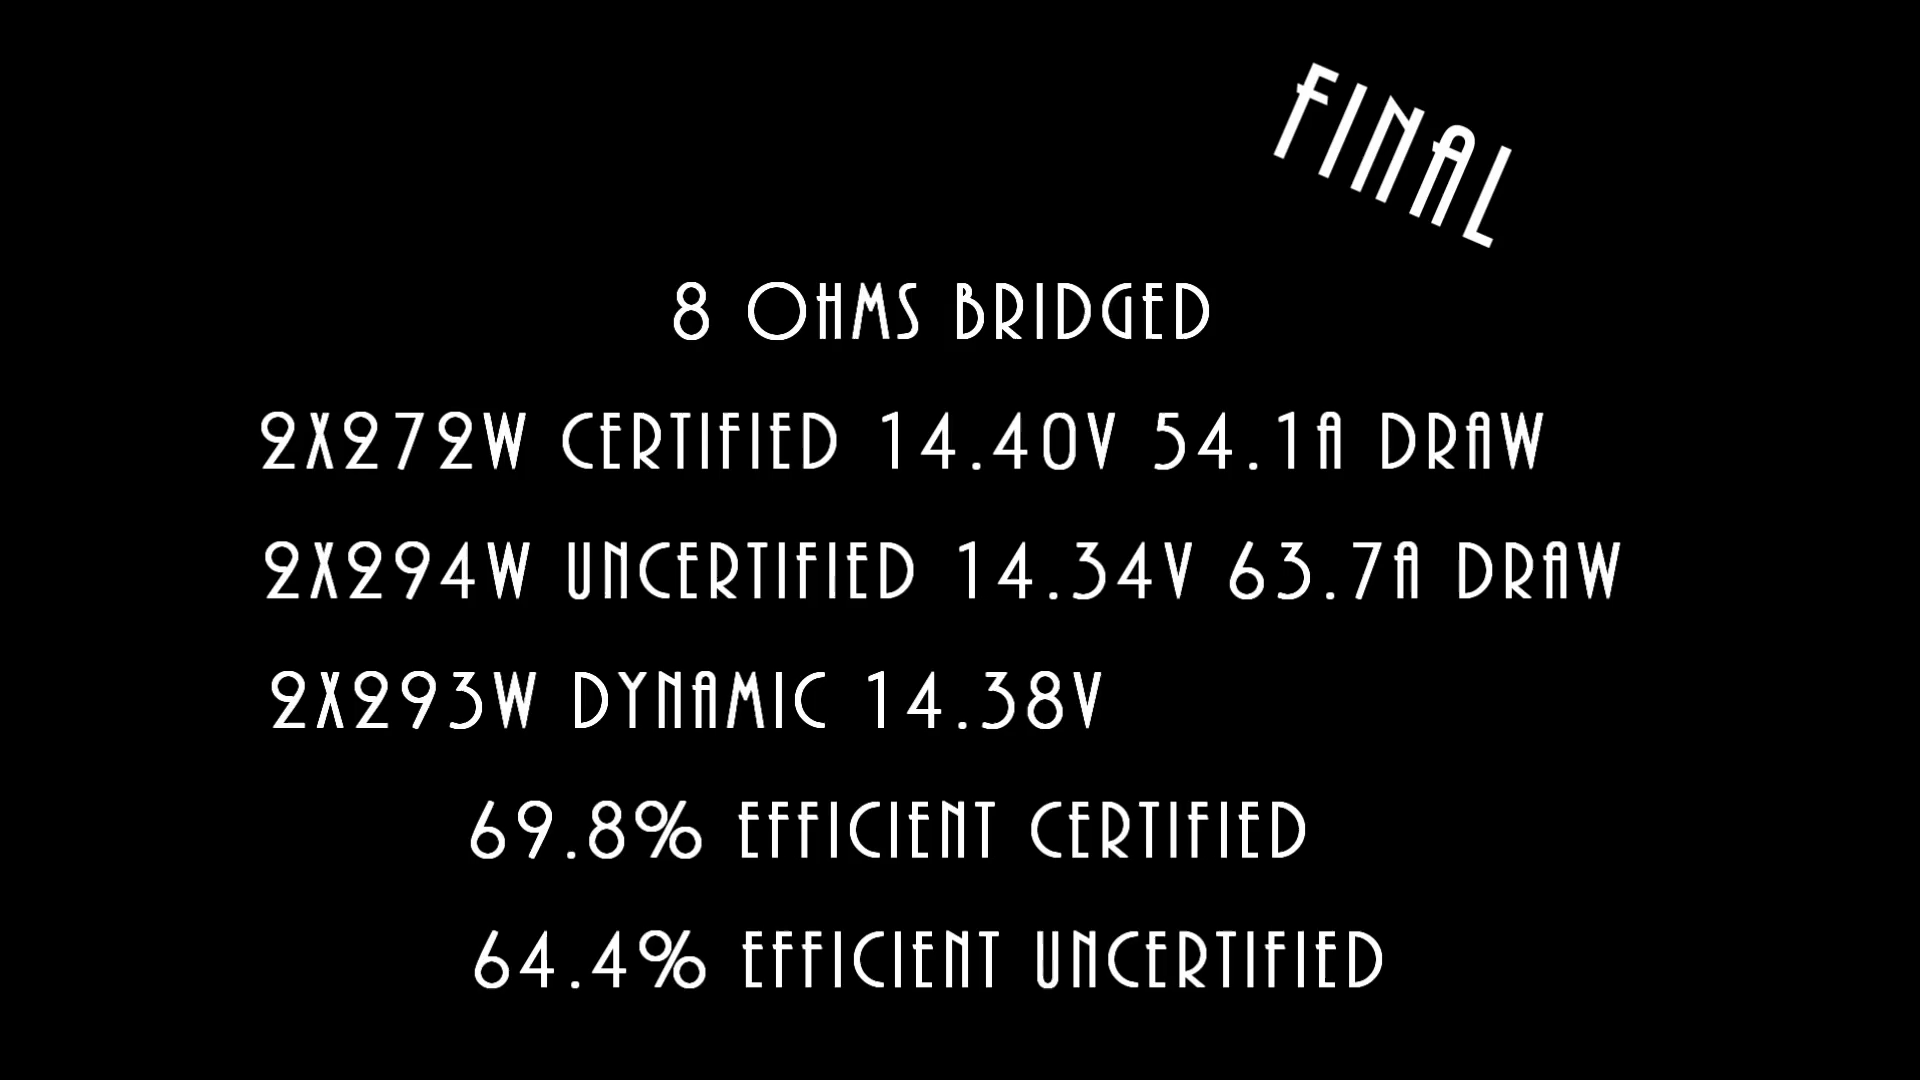 FINAL
8 OHMS BRIDGED
2X272W CERTIFIED 14.40V 54.1A DRAW
2X294W UNCERTIFIED 14.34V 63.7A DRAW
2X293W DYNAMIC 14.38V
69.8% EFFICIENT CERTIFIED
64.4% EFFICIENT UNCERTIFIED